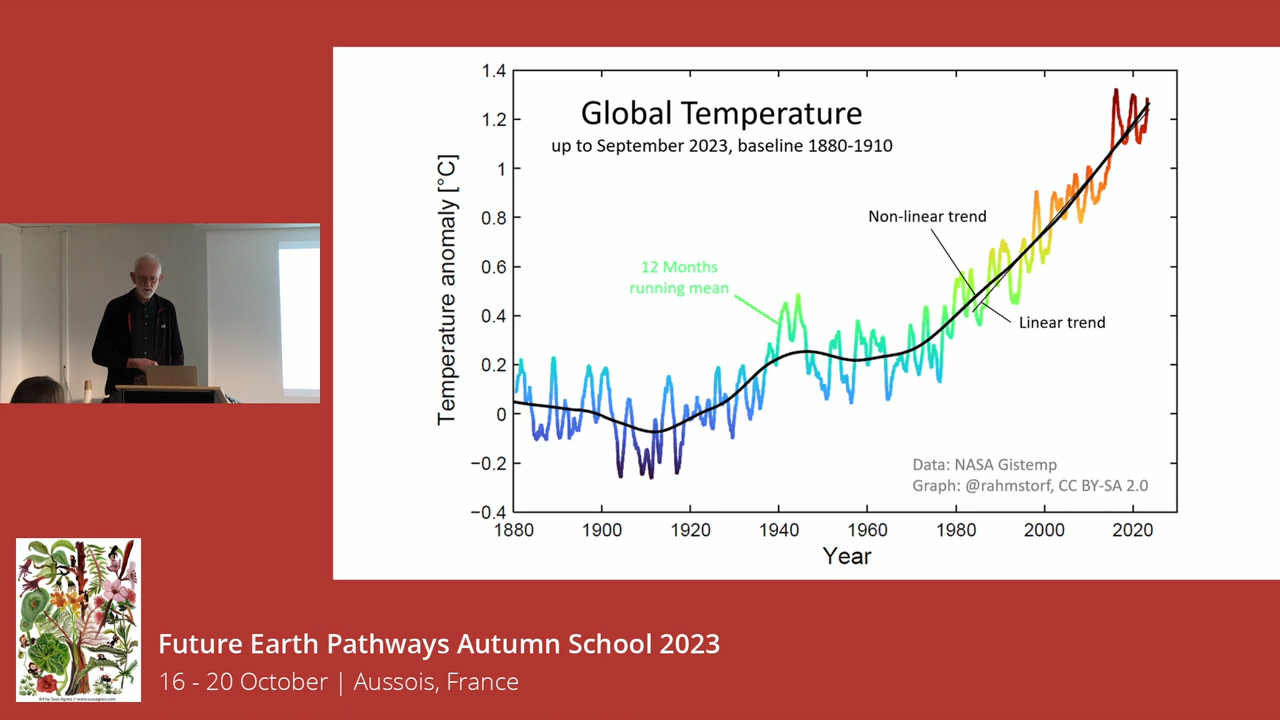 Global Temperature
up to September 2023, baseline 1880-1910
Temperature anomaly [°C]
1.4
1.2
1
0.8
0.6
0.4
0.2
0
−0.2
−0.4
Non-linear trend
12 Months
running mean
Linear trend
Data: NASA Gistemp
Graph: @rahmstorf, CC BY-SA 2.0
1880 1900 1920 1940 1960 1980 2000 2020
Year
Future Earth Pathways Autumn School 2023
16 - 20 October | Aussois, France